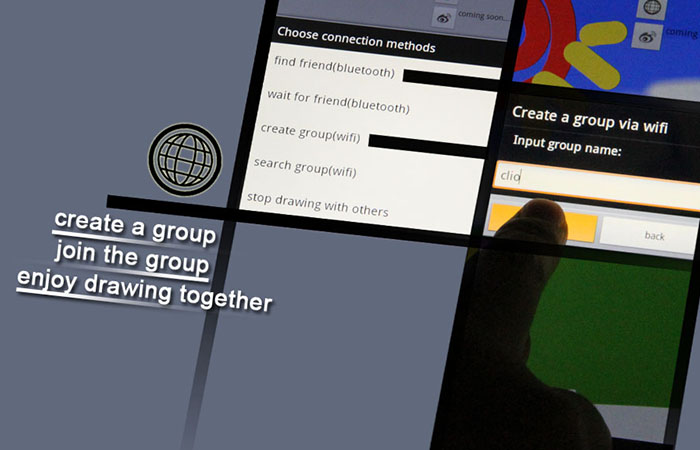 coming soon...
coming
Choose connection methods
find friend(bluetooth)
wait for friend(bluetooth)
create group(wifi)
search group(wifi)
stop drawing with others
Create a group via wifi
Input group name:
clio
back
create a group
join the group
enjoy drawing together